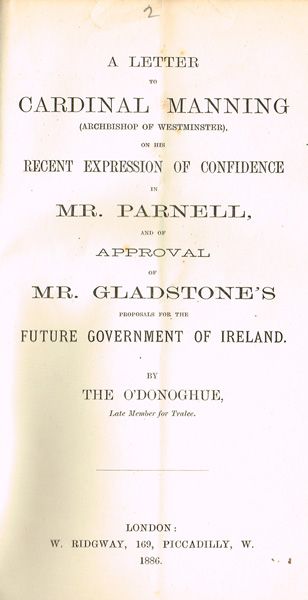 2
A LETTER
TO
CARDINAL MANNING
(ARCHBISHOP OF WESTMINSTER),
ON HIS
RECENT EXPRESSION OF CONFIDENCE
IN
MR. PARNELL,
AND OF
APPROVAL
OF
MR. GLADSTONE'S
PROPOSALS FOR THE
FUTURE GOVERNMENT OF IRELAND.
BY
THE O'DONOGHUE,
Late Member for Tralee.
LONDON:
W. RIDGWAY, 169, PICCADILLY, W.
1886.